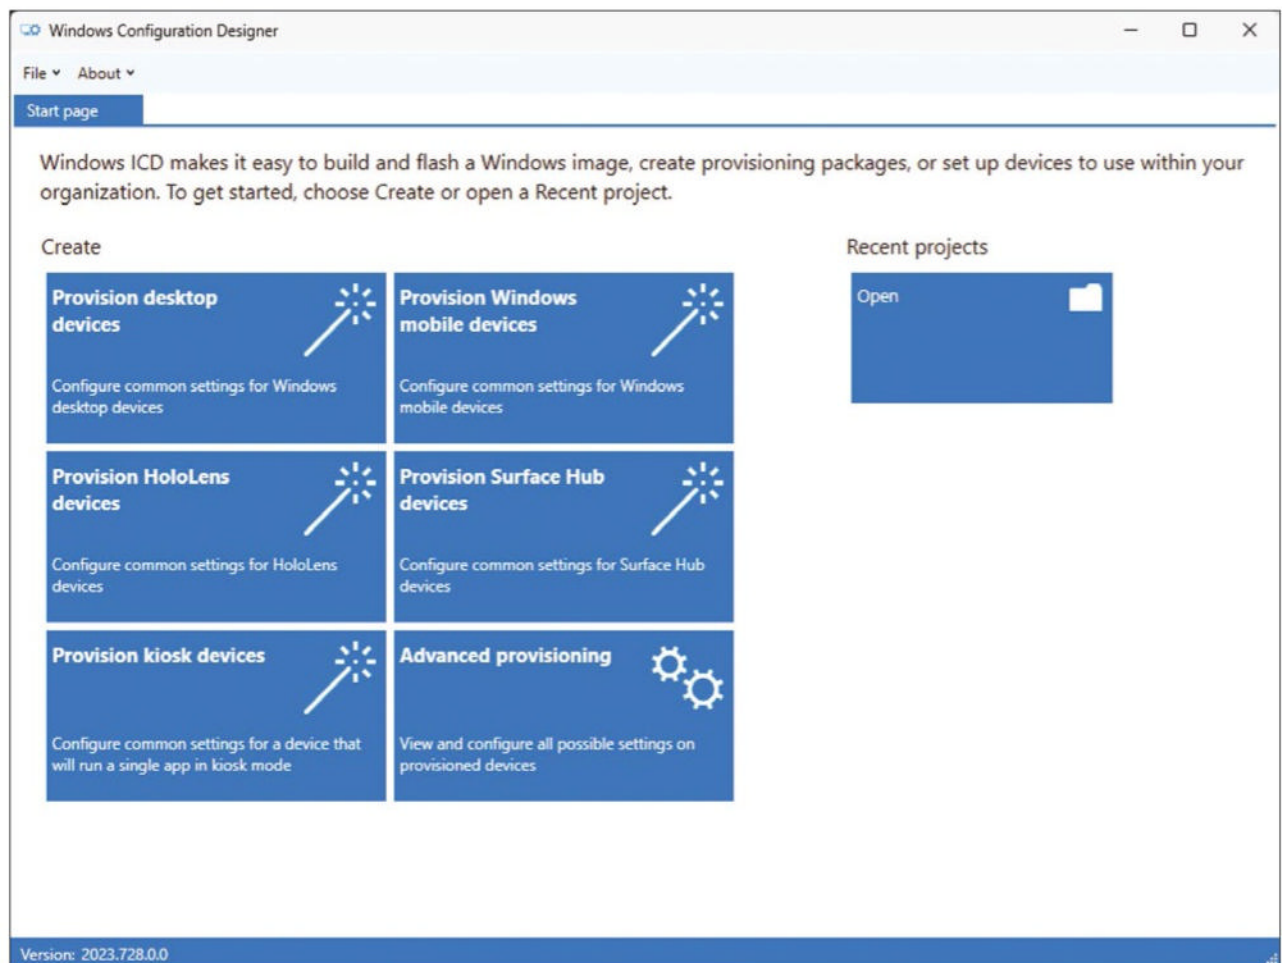 Windows Configuration Designer
File About
Start page
Windows ICD makes it easy to build and flash a Windows image, create provisioning packages, or set up devices to use within your
organization. To get started, choose Create or open a Recent project.
Create
Provision desktop
devices
Configure common settings for Windows
desktop devices
Provision Windows
mobile devices
Configure common settings for Windows
mobile devices
Provision HoloLens
devices
Configure common settings for HoloLens
devices
Provision Surface Hub
devices
Configure common settings for Surface Hub
devices
Provision kiosk devices
Configure common settings for a device that
will run a single app in kiosk mode
Advanced provisioning
View and configure all possible settings on
provisioned devices
Recent projects
Open
Version: 2023.728.0.0